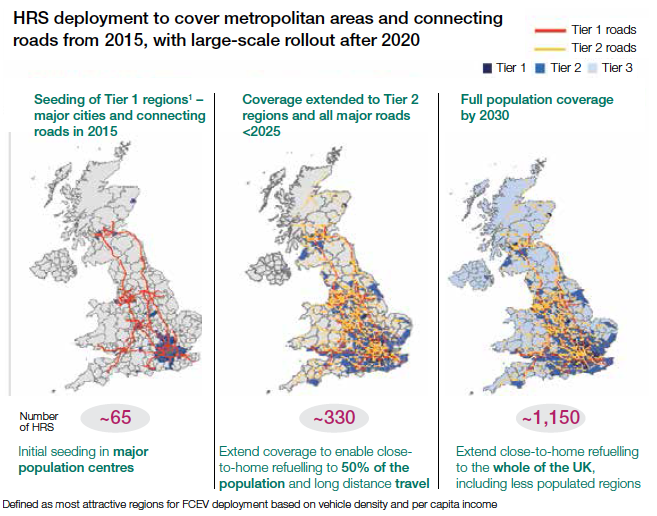 HRS deployment to cover metropolitan areas and connecting
roads from 2015, with large-scale rollout after 2020
Tier 1 roads
Tier 2 roads
Tier 1 Tier 2 Tier 3
Seeding of Tier 1 regions¹ –
major cities and connecting
roads in 2015
Coverage extended to Tier 2
regions and all major roads
<2025
Full population coverage
by 2030
Number
of HRS
~65
~330
~1,150
Initial seeding in major
population centres
Extend coverage to enable close-
to-home refuelling to 50% of the
population and long distance travel
Extend close-to-home refuelling
to the whole of the UK,
including less populated regions
Defined as most attractive regions for FCEV deployment based on vehicle density and per capita income